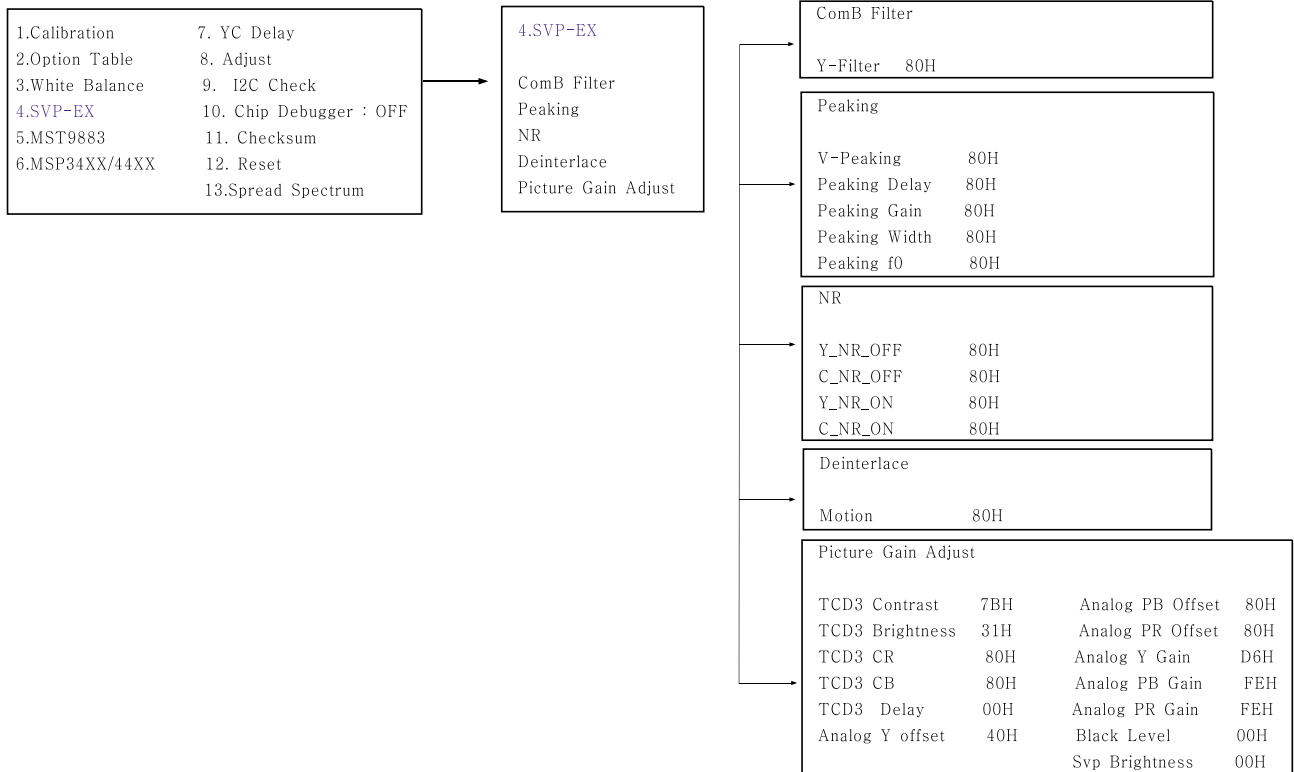 1.Calibration
2.Option Table
3.White Balance
4.SVP-EX
5.MST9883
6.MSP34XX/44XX
7. YC Delay
8. Adjust
9. I2C Check
10. Chip Debugger : OFF
11. Checksum
12. Reset
13.Spread Spectrum
4.SVP-EX
ComB Filter
Peaking
NR
Deinterlace
Picture Gain Adjust
ComB Filter
Y-Filter 80H
Peaking
V-Peaking 80H
Peaking Delay 80H
Peaking Gain 80H
Peaking Width 80H
Peaking f0 80H
NR
Y_NR_OFF 80H
C_NR_OFF 80H
Y_NR_ON 80H
C_NR_ON 80H
Deinterlace
Motion 80H
Picture Gain Adjust
TCD3 Contrast 7BH
TCD3 Brightness 31H
TCD3 CR 80H
TCD3 CB 80H
TCD3 Delay 00H
Analog Y offset 40H
Analog PB Offset 80H
Analog PR Offset 80H
Analog Y Gain D6H
Analog PB Gain FEH
Analog PR Gain FEH
Black Level 00H
Svp Brightness 00H